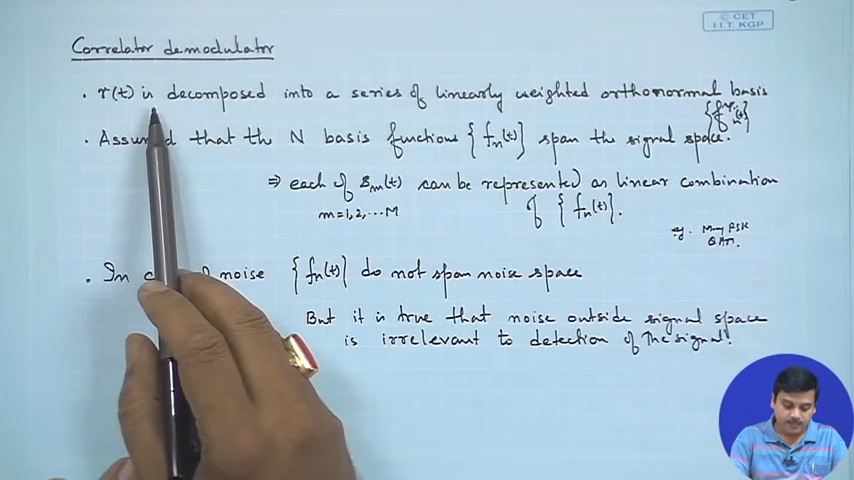 © CET
I.I.T. KGP
Correlator demodulator
. r(t) is decomposed into a series of linearly weighted orthonormal basis
{fn(t)}
. Assumed that the N basis functions {fn(t)} span the signal space.
⇒ each of sm(t) can be represented as linear combination
m=1,2,...M of {fn(t)}.
eg. M-ary PSK
QAM.
. In noise {fn(t)} do not span noise space
But it is true that noise outside signal space
is irrelevant to detection of the signal!